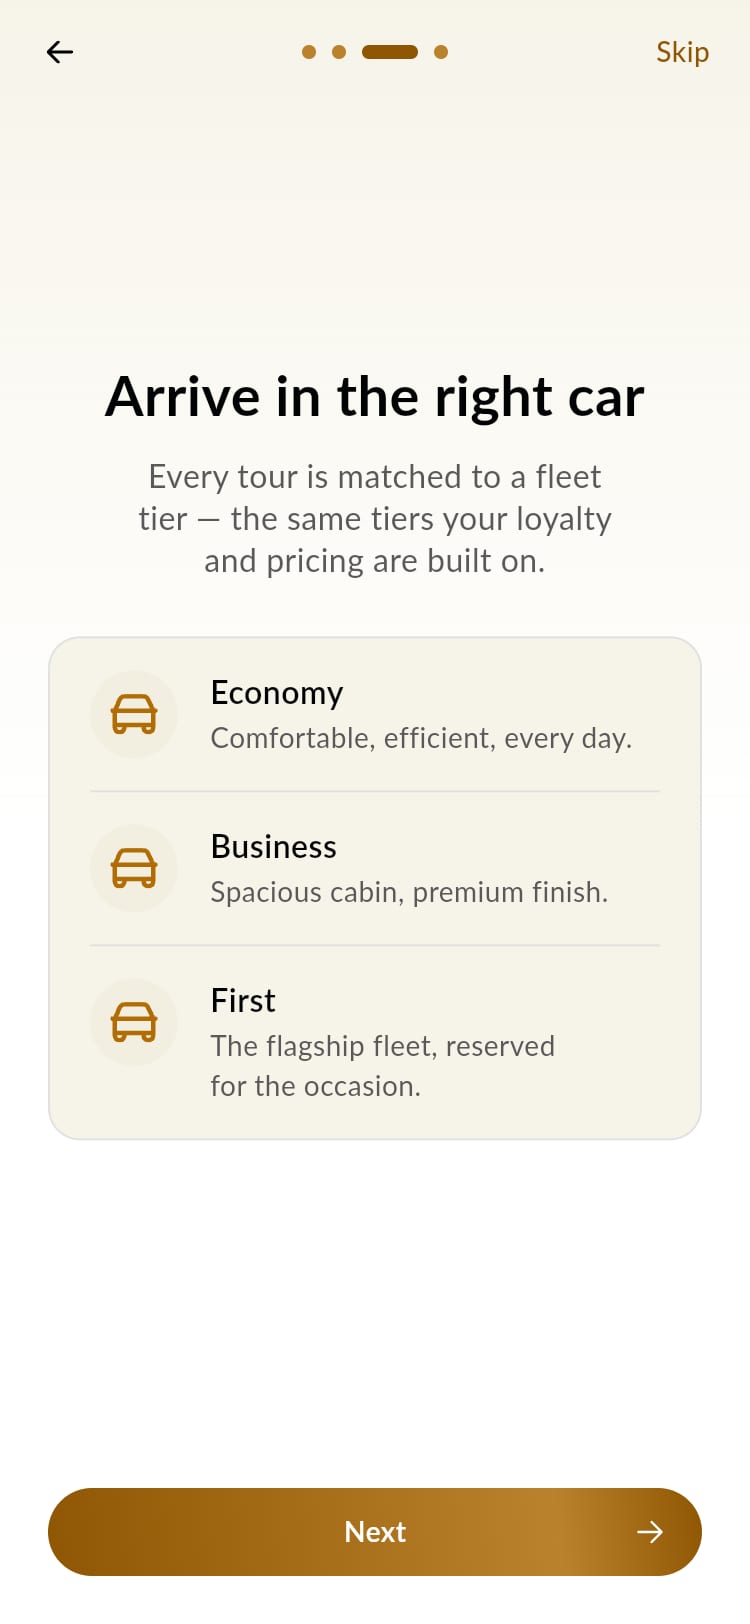 Skip
Arrive in the right car
Every tour is matched to a fleet
tier — the same tiers your loyalty
and pricing are built on.
Economy
Comfortable, efficient, every day.
Business
Spacious cabin, premium finish.
First
The flagship fleet, reserved
for the occasion.
Next